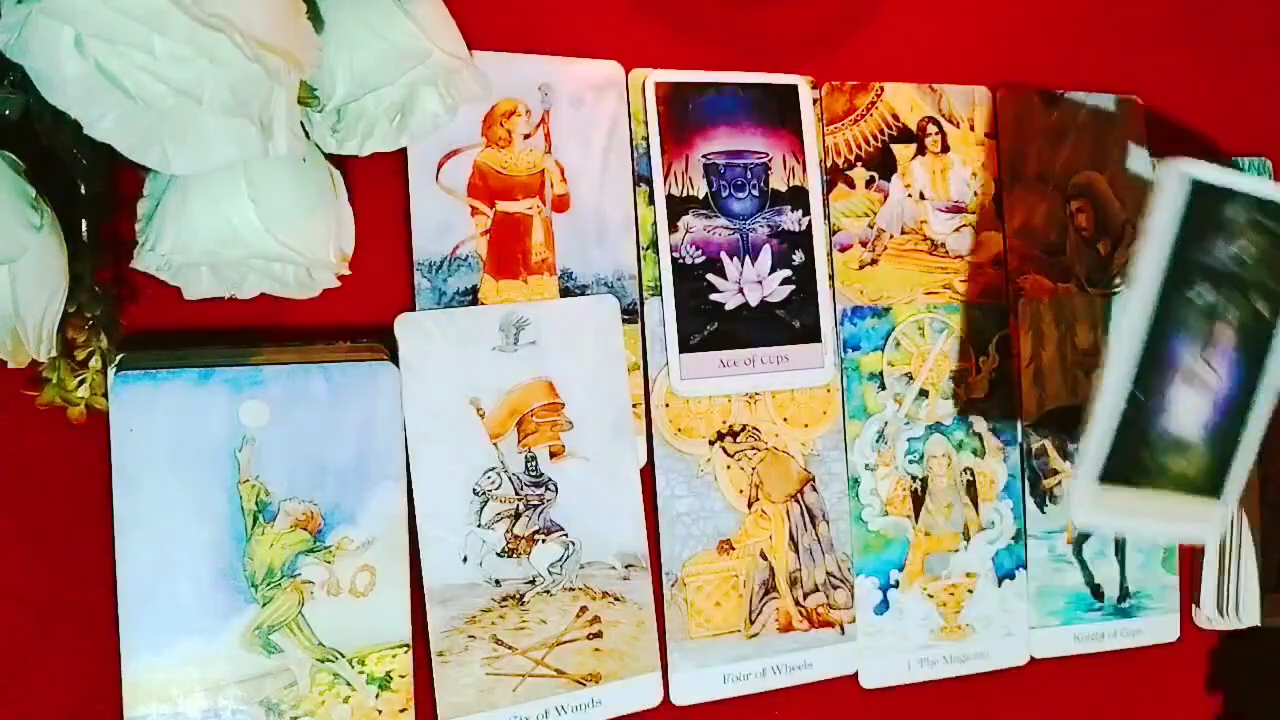 Ace of Cups
Six of Wands
Four of Wheels
I The Magician
Knight of Cups